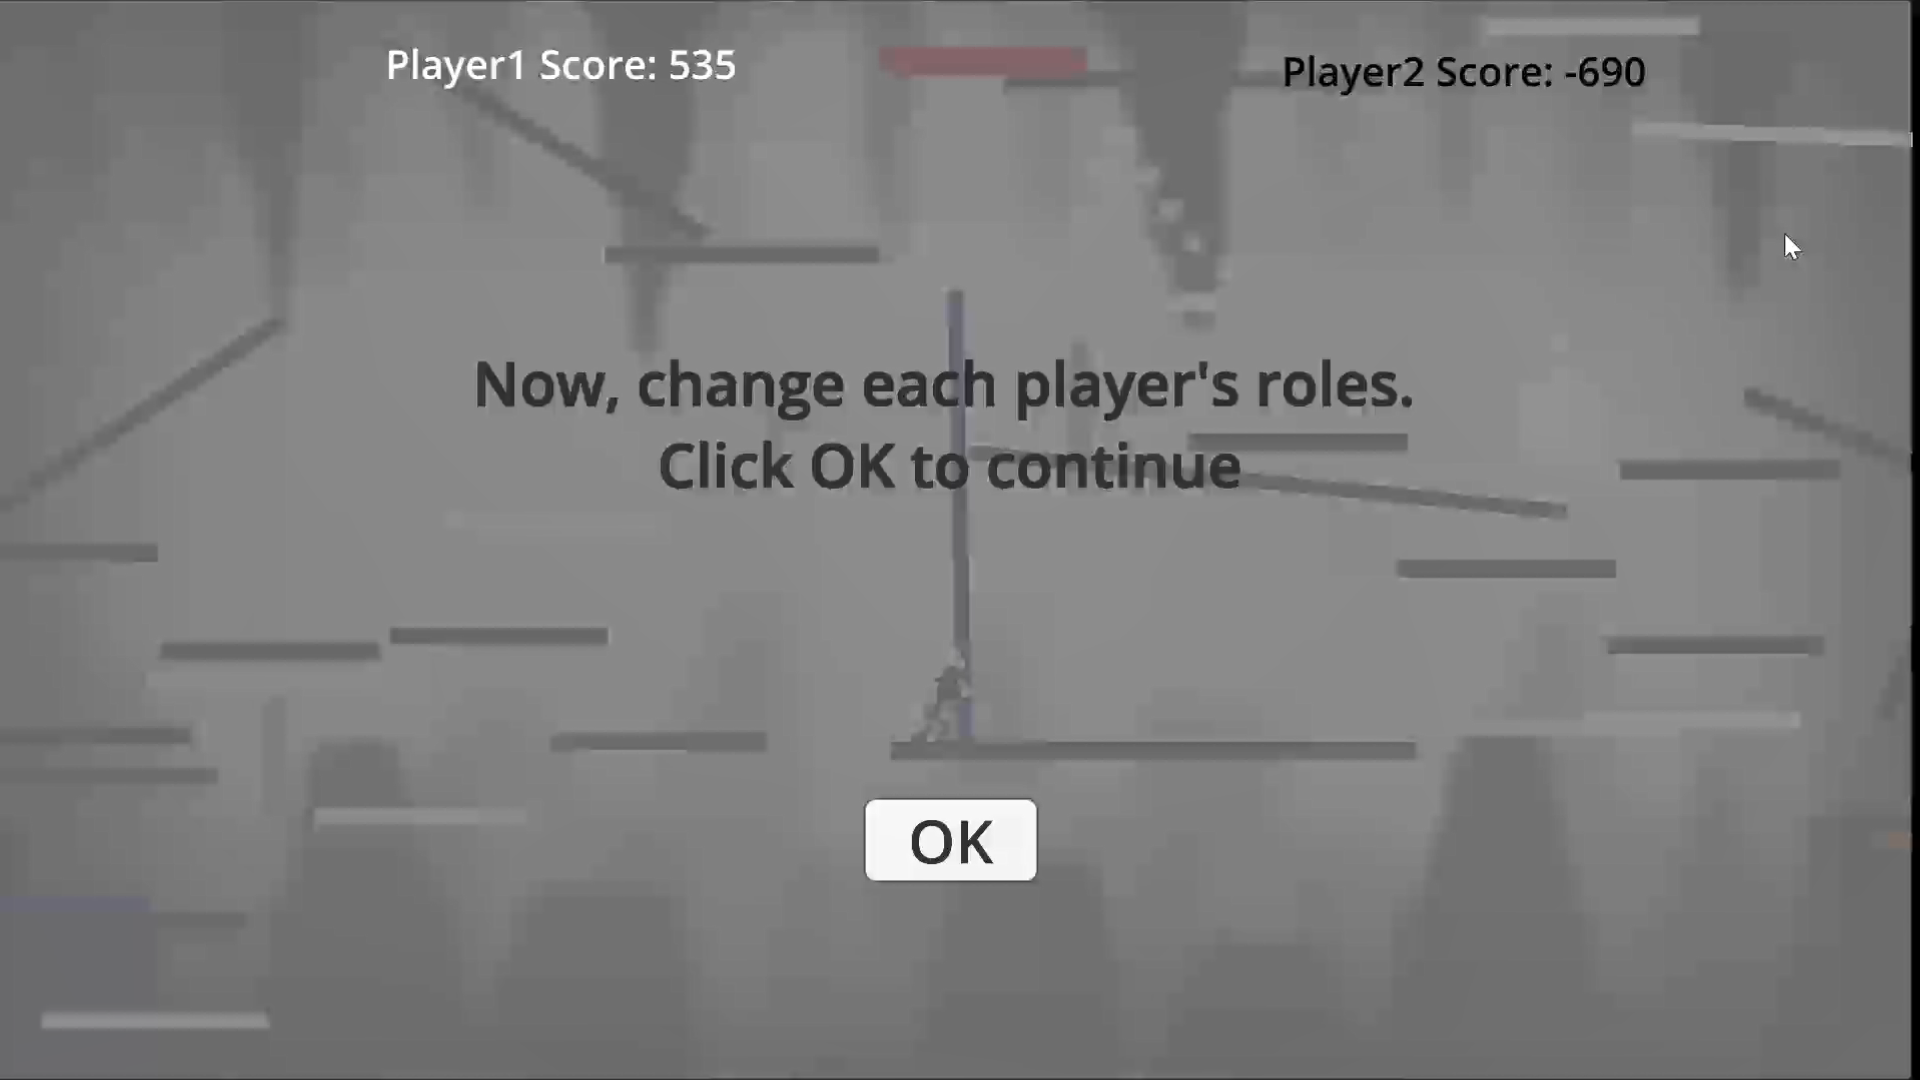 Player1 Score: 535
Player2 Score: -690
Now, change each player's roles.
Click OK to continue
OK